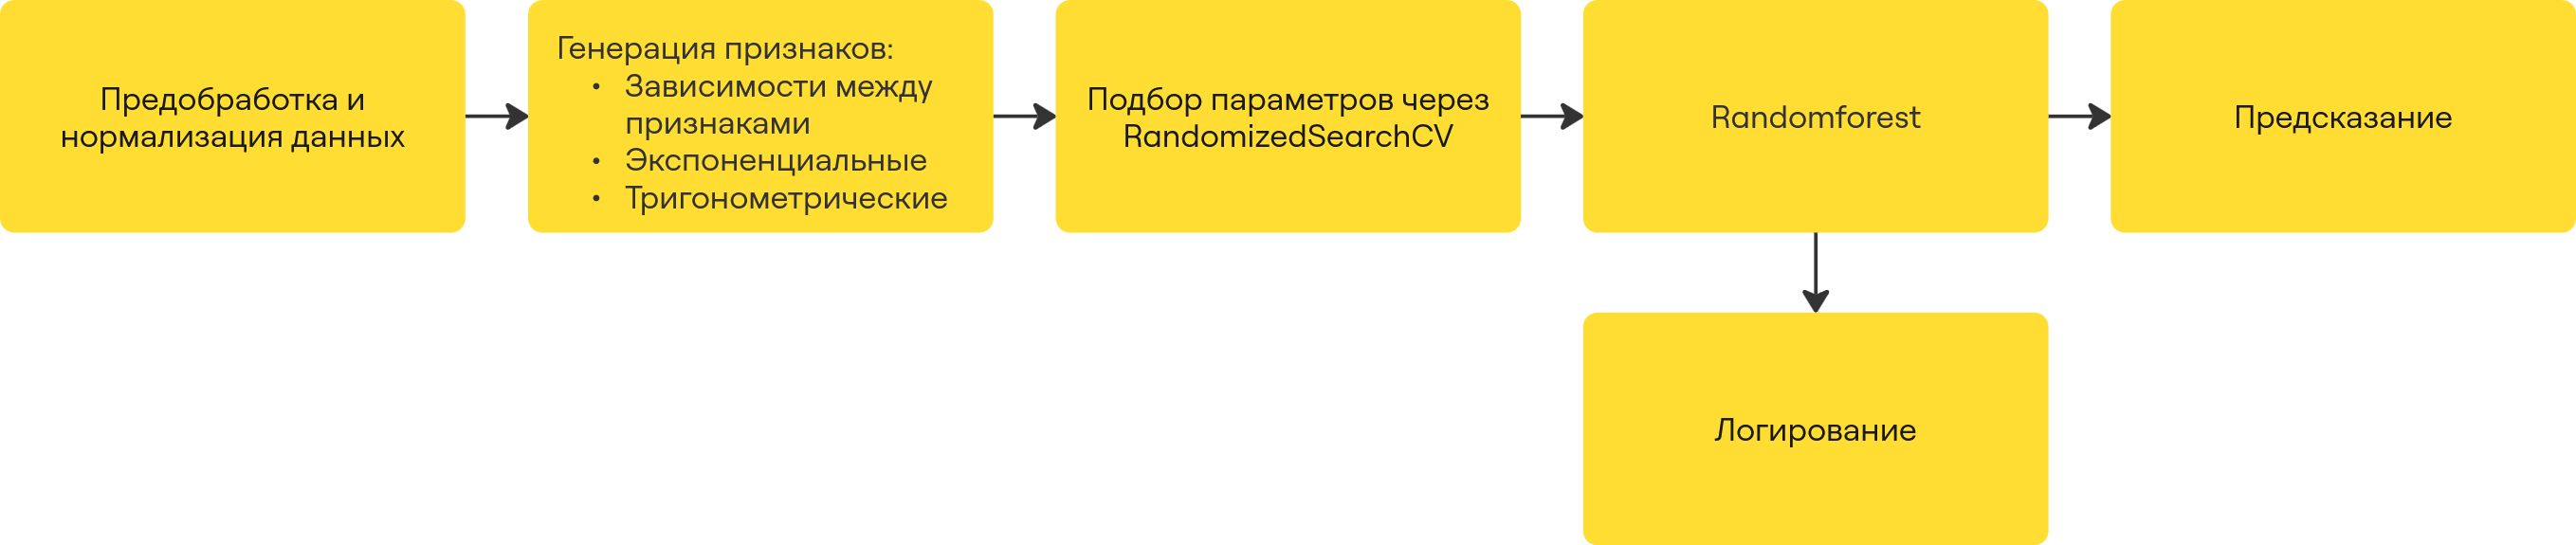 Предобработка и
нормализация данных
Генерация признаков:
• Зависимости между
признаками
• Экспоненциальные
• Тригонометрические
Подбор параметров через
RandomizedSearchCV
Randomforest
Предсказание
Логирование